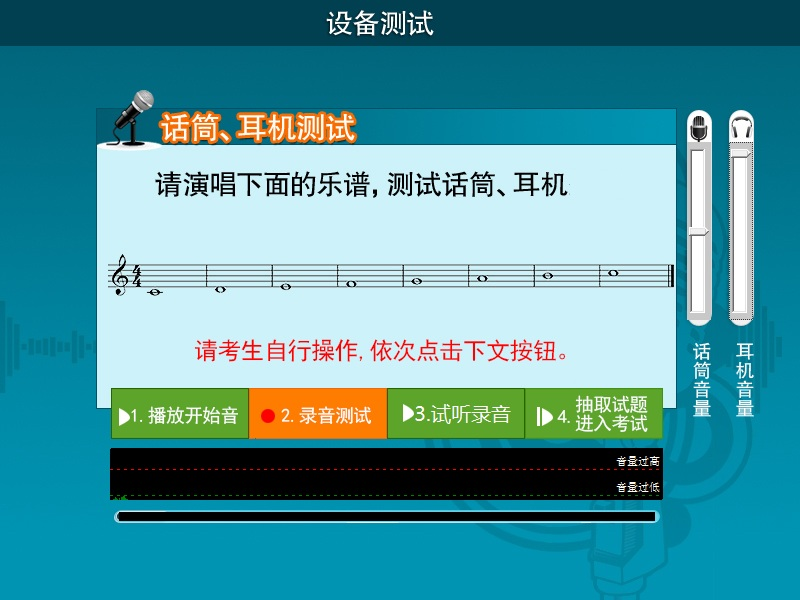 设备测试
话筒、耳机测试
请演唱下面的乐谱,测试话筒、耳机
4
4
请考生自行操作,依次点击下文按钮。
1. 播放开始音
2. 录音测试
3.试听录音
4. 抽取试题
进入考试
音量过高
音量过低
话筒音量
耳机音量